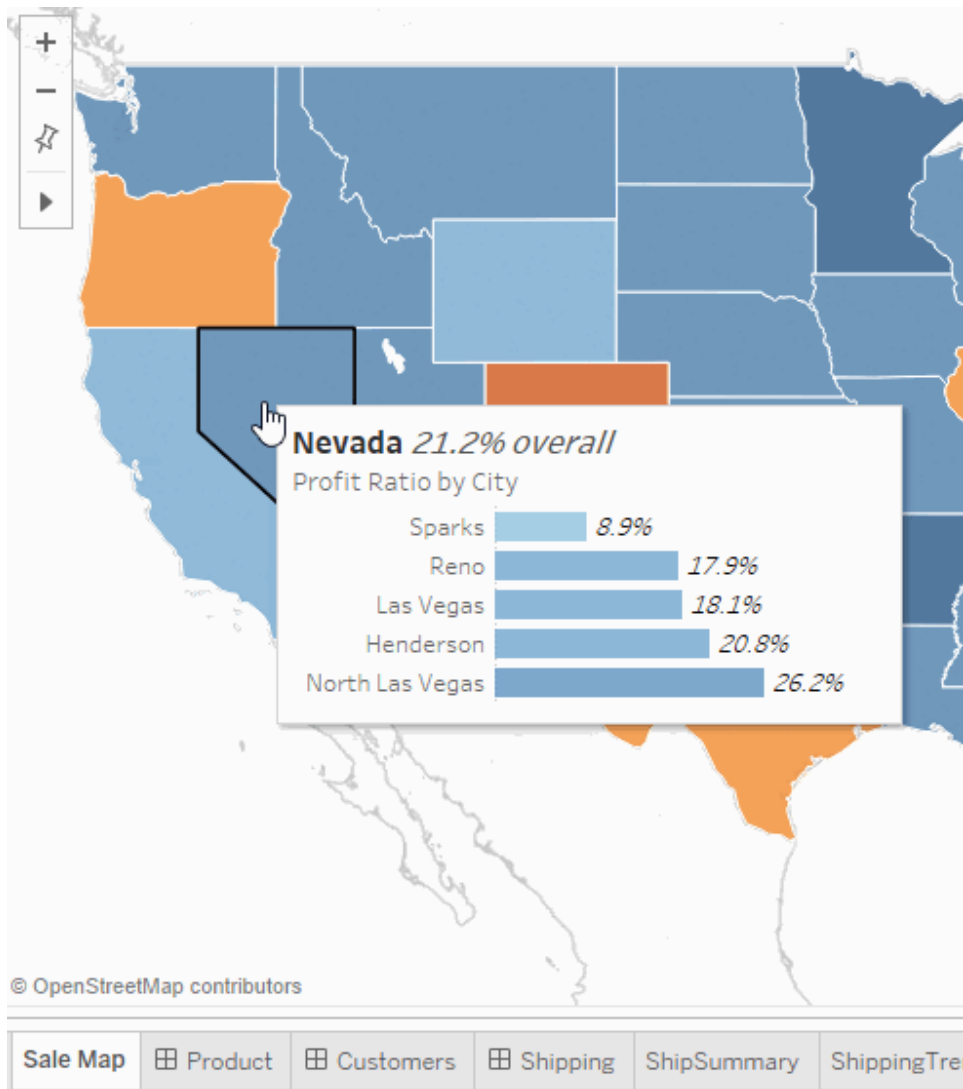 Nevada 21.2% overall
Profit Ratio by City
Sparks 8.9%
Reno 17.9%
Las Vegas 18.1%
Henderson 20.8%
North Las Vegas 26.2%
© OpenStreetMap contributors
Sale Map Product Customers Shipping ShipSummary ShippingTre